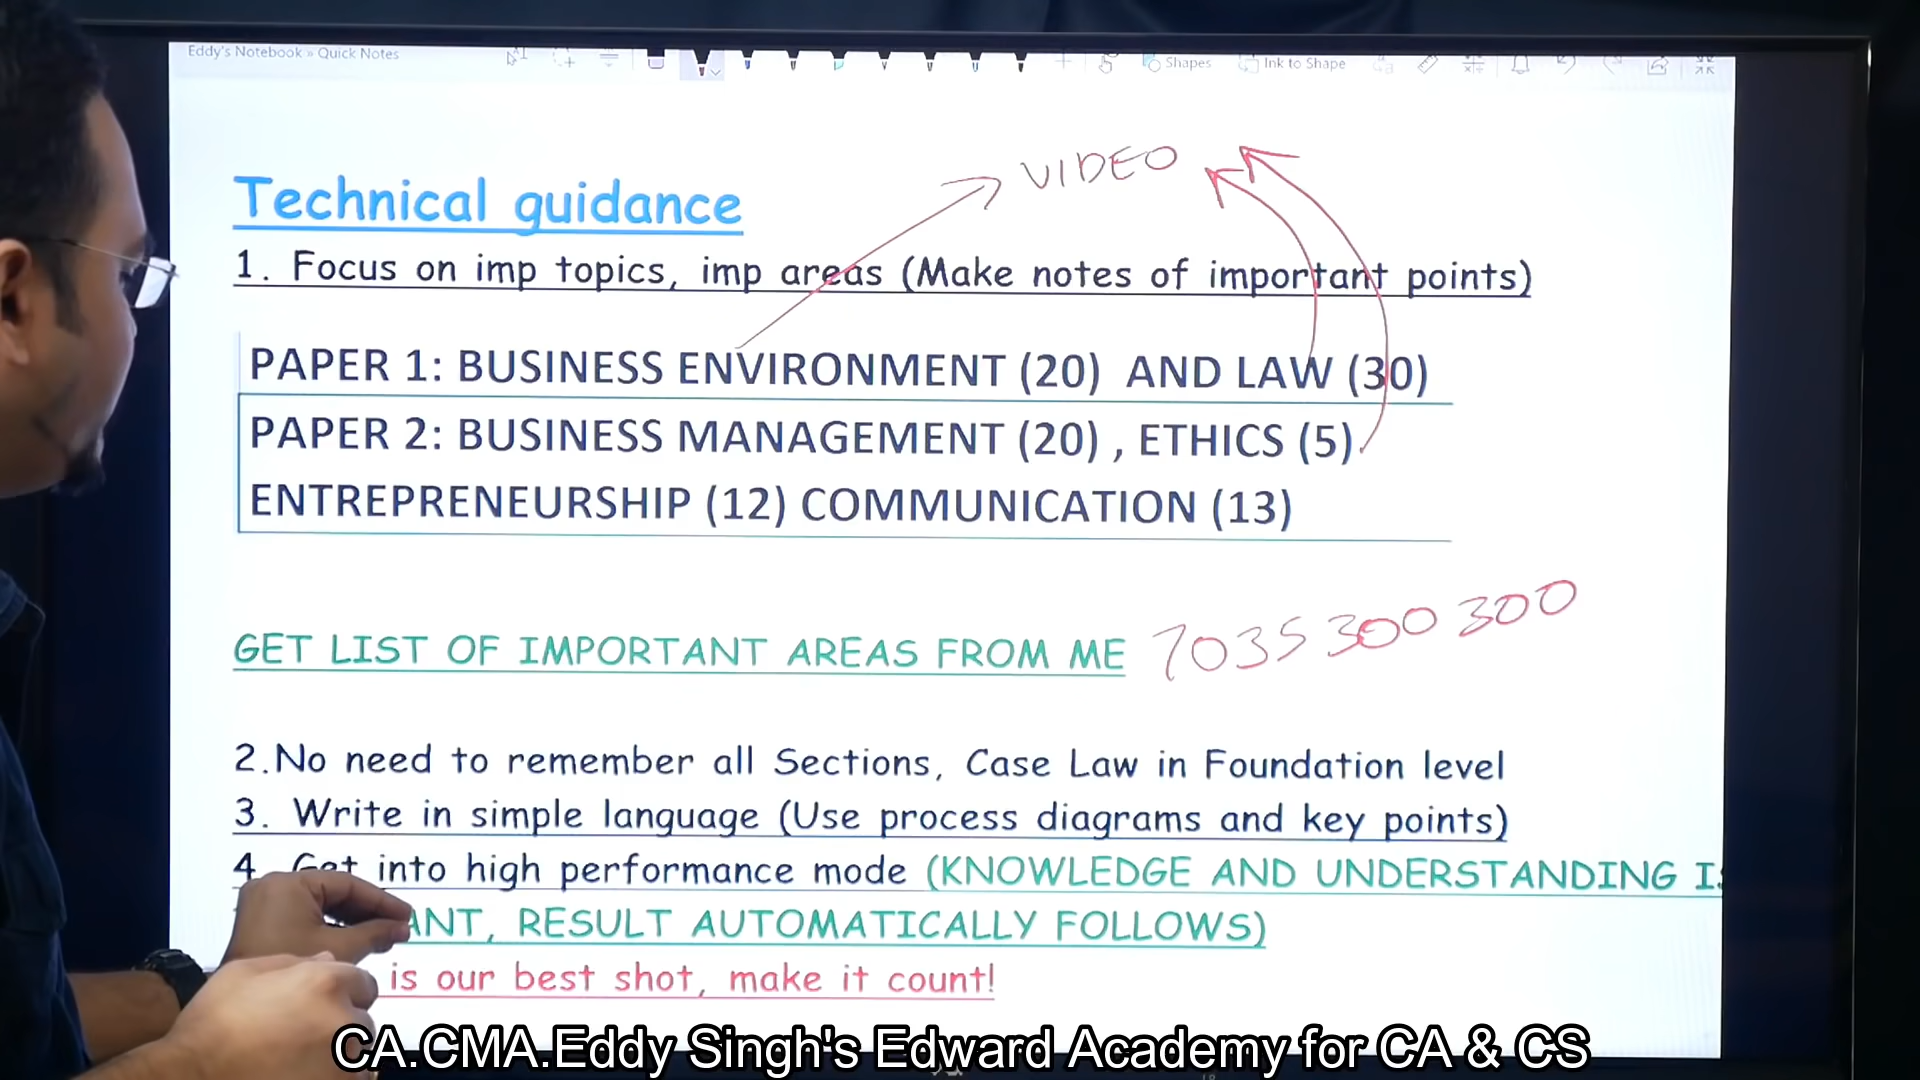 Eddy's Notebook » Quick Notes
Shapes
Ink to Shape
VIDEO
Technical guidance
1. Focus on imp topics, imp areas (Make notes of important points)
PAPER 1: BUSINESS ENVIRONMENT (20) AND LAW (30)
PAPER 2: BUSINESS MANAGEMENT (20) , ETHICS (5)
ENTREPRENEURSHIP (12) COMMUNICATION (13)
GET LIST OF IMPORTANT AREAS FROM ME 7035 300 300
2.No need to remember all Sections, Case Law in Foundation level
3. Write in simple language (Use process diagrams and key points)
4. Get into high performance mode (KNOWLEDGE AND UNDERSTANDING
RESULT AUTOMATICALLY FOLLOWS)
is our best shot, make it count!
CA.CMA.Eddy Singh's Edward Academy for CA & CS